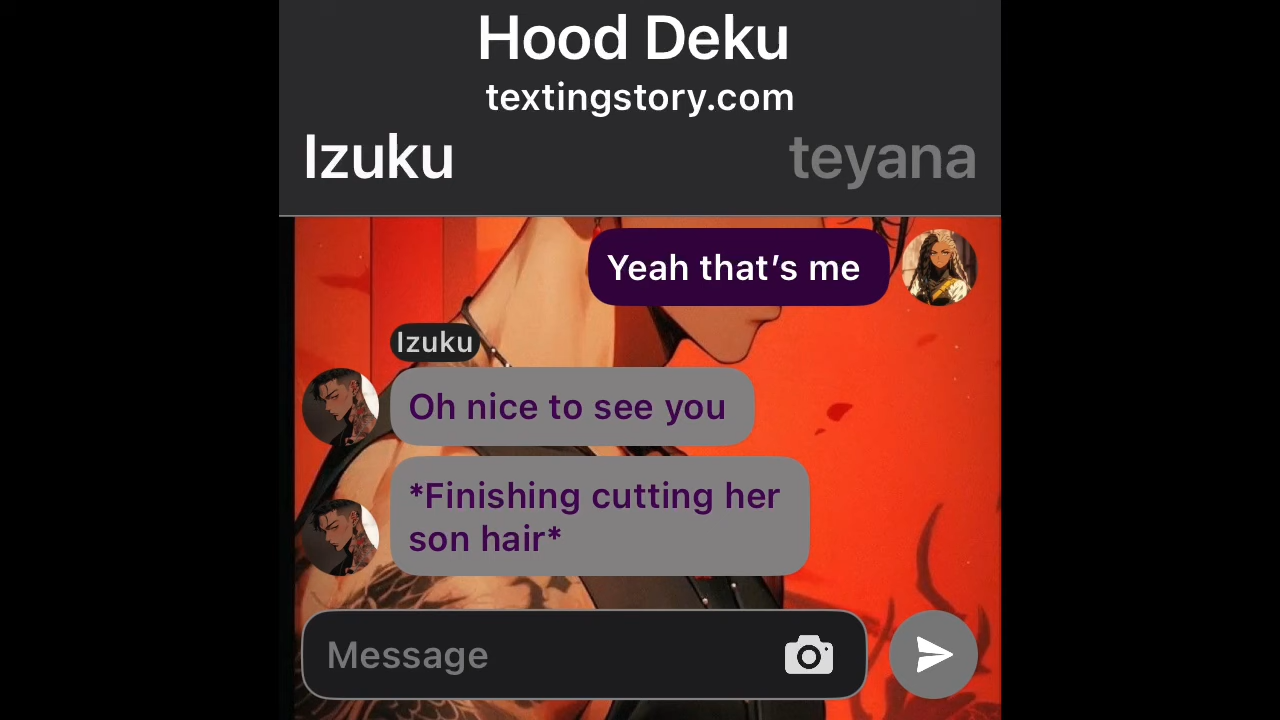 Hood Deku
textingstory.com
Izuku
teyana
Yeah that’s me
Izuku
Oh nice to see you
*Finishing cutting her
son hair*
Message